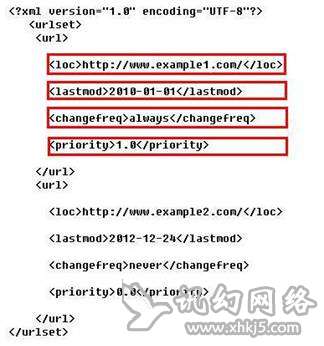 <?xml version="1.0" encoding="UTF-8"?>
<urlset>
<url>
<loc>http://www.example1.com/</loc>
<lastmod>2010-01-01</lastmod>
<changefreq>always</changefreq>
<priority>1.0</priority>
</url>
<url>
<loc>http://www.example2.com/</loc>
<lastmod>2012-12-24</lastmod>
<changefreq>never</changefreq>
<priority>0.0</priority>
</url>
</urlset>
讯幻网络
www.xhkj5.com